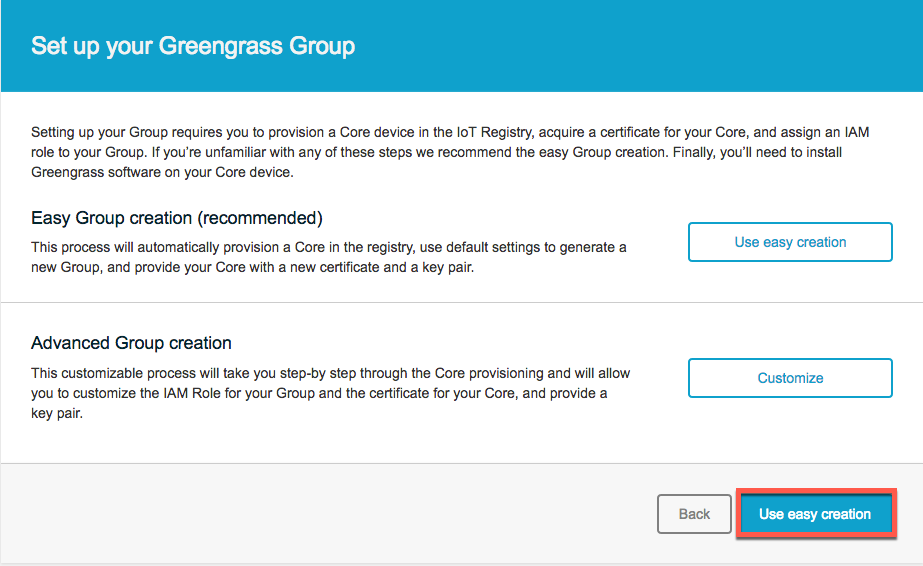 Set up your Greengrass Group
Setting up your Group requires you to provision a Core device in the IoT Registry, acquire a certificate for your Core, and assign an IAM
role to your Group. If you're unfamiliar with any of these steps we recommend the easy Group creation. Finally, you'll need to install
Greengrass software on your Core device.
Easy Group creation (recommended)
This process will automatically provision a Core in the registry, use default settings to generate a
new Group, and provide your Core with a new certificate and a key pair.
Use easy creation
Advanced Group creation
This customizable process will take you step-by step through the Core provisioning and will allow
you to customize the IAM Role for your Group and the certificate for your Core, and provide a
key pair.
Customize
Back
Use easy creation